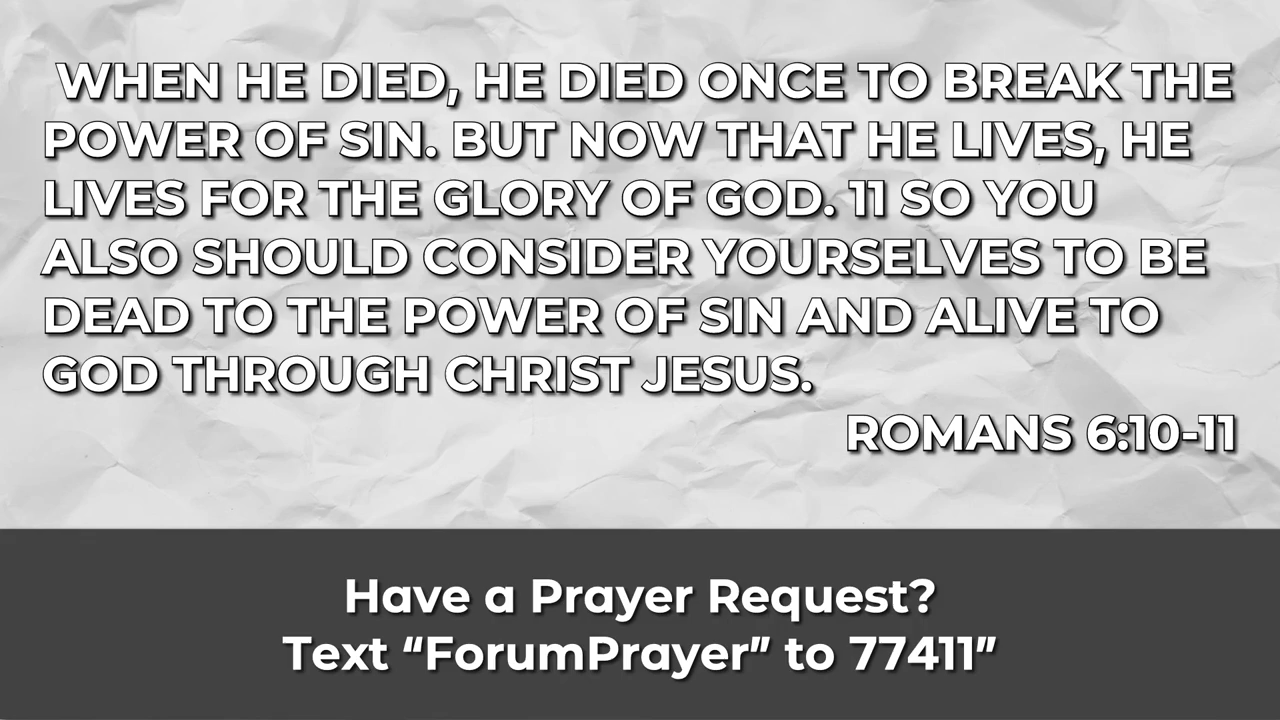 WHEN HE DIED, HE DIED ONCE TO BREAK THE
POWER OF SIN. BUT NOW THAT HE LIVES, HE
LIVES FOR THE GLORY OF GOD. 11 SO YOU
ALSO SHOULD CONSIDER YOURSELVES TO BE
DEAD TO THE POWER OF SIN AND ALIVE TO
GOD THROUGH CHRIST JESUS.
ROMANS 6:10-11
Have a Prayer Request?
Text “ForumPrayer” to 77411”